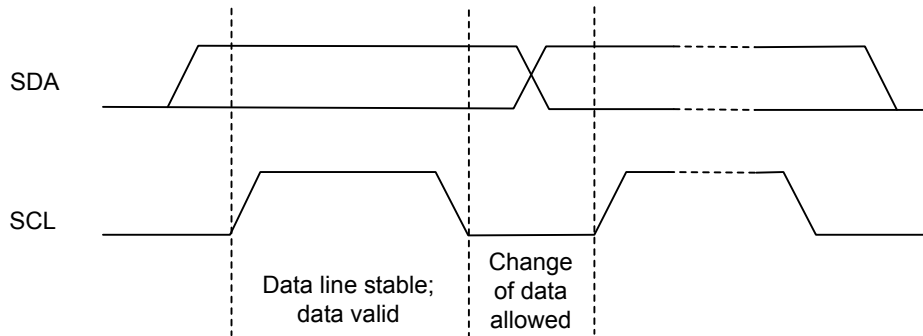 SDA
SCL
Data line stable;
data valid
Change
of data
allowed